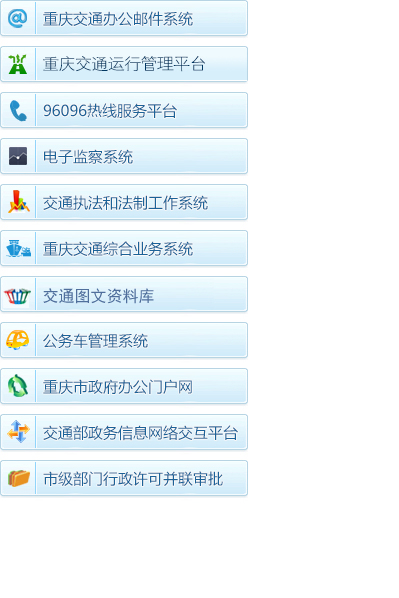 重庆交通办公邮件系统
重庆交通运行管理平台
96096热线服务平台
电子监察系统
交通执法和法制工作系统
重庆交通综合业务系统
交通图文资料库
公务车管理系统
重庆市政府办公门户网
交通部政务信息网络交互平台
市级部门行政许可并联审批